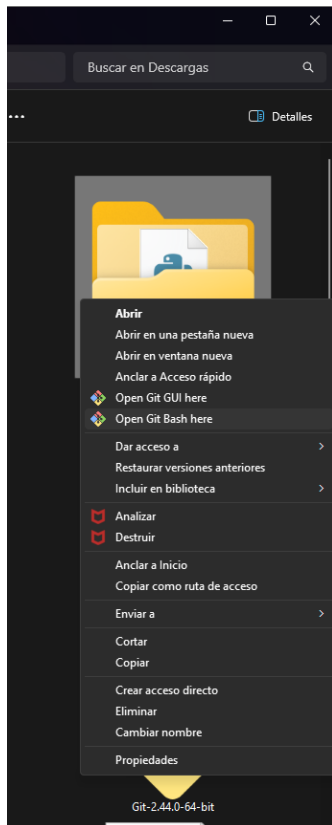 Buscar en Descargas
Detalles
Abrir
Abrir en una pestaña nueva
Abrir en ventana nueva
Anclar a Acceso rápido
Open Git GUI here
Open Git Bash here
Dar acceso a
Restaurar versiones anteriores
Incluir en biblioteca
Analizar
Destruir
Anclar a Inicio
Copiar como ruta de acceso
Enviar a
Cortar
Copiar
Crear acceso directo
Eliminar
Cambiar nombre
Propiedades
Git-2.44.0-64-bit